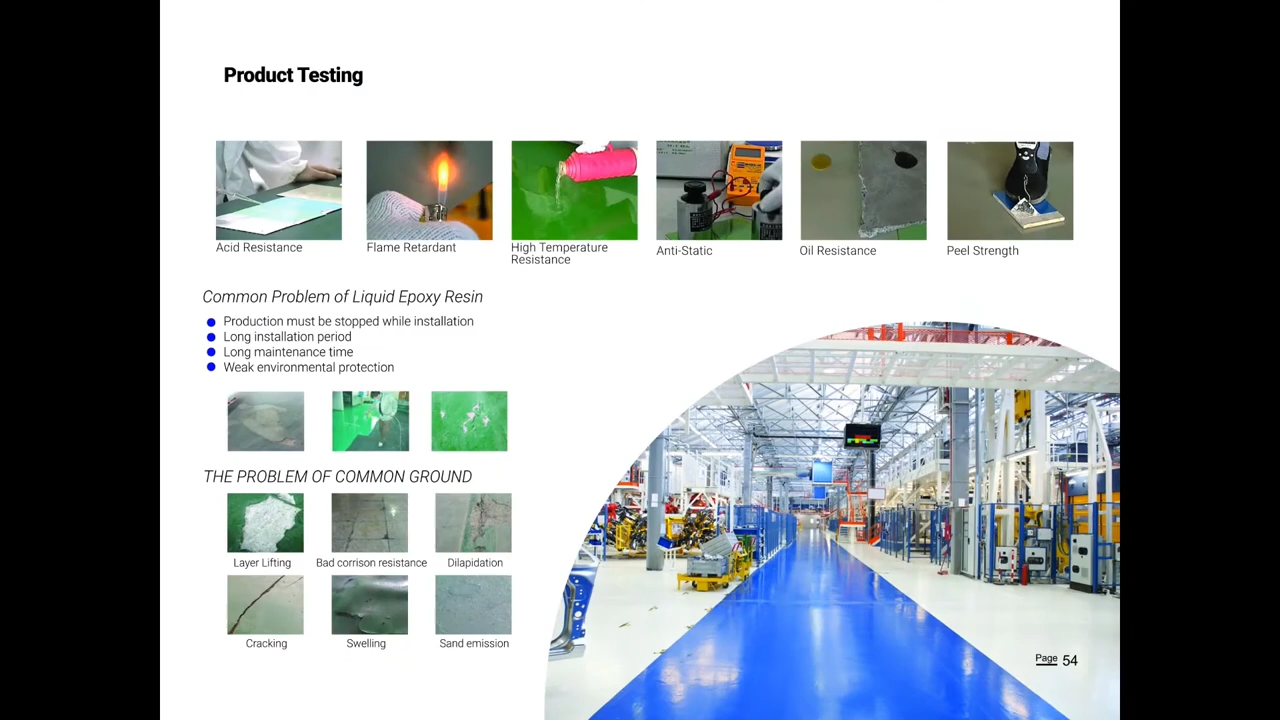 Product Testing
Acid Resistance
Flame Retardant
High Temperature
Resistance
Anti-Static
Oil Resistance
Peel Strength
Common Problem of Liquid Epoxy Resin
Production must be stopped while installation
Long installation period
Long maintenance time
Weak environmental protection
THE PROBLEM OF COMMON GROUND
Layer Lifting
Bad corrison resistance
Dilapidation
Cracking
Swelling
Sand emission
Page 54